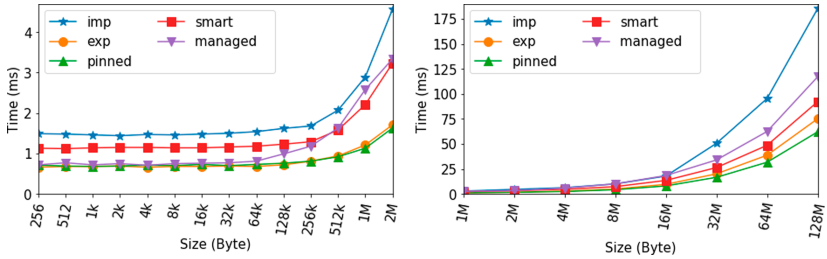 4
3
2
1
0
Time (ms)
imp
exp
pinned
smart
managed
256 512 1k 2k 4k 8k 16k 32k 64k 128k 256k 512k 1M 2M
Size (Byte)
175
150
125
100
75
50
25
0
Time (ms)
imp
exp
pinned
smart
managed
1M 2M 4M 8M 16M 32M 64M 128M
Size (Byte)